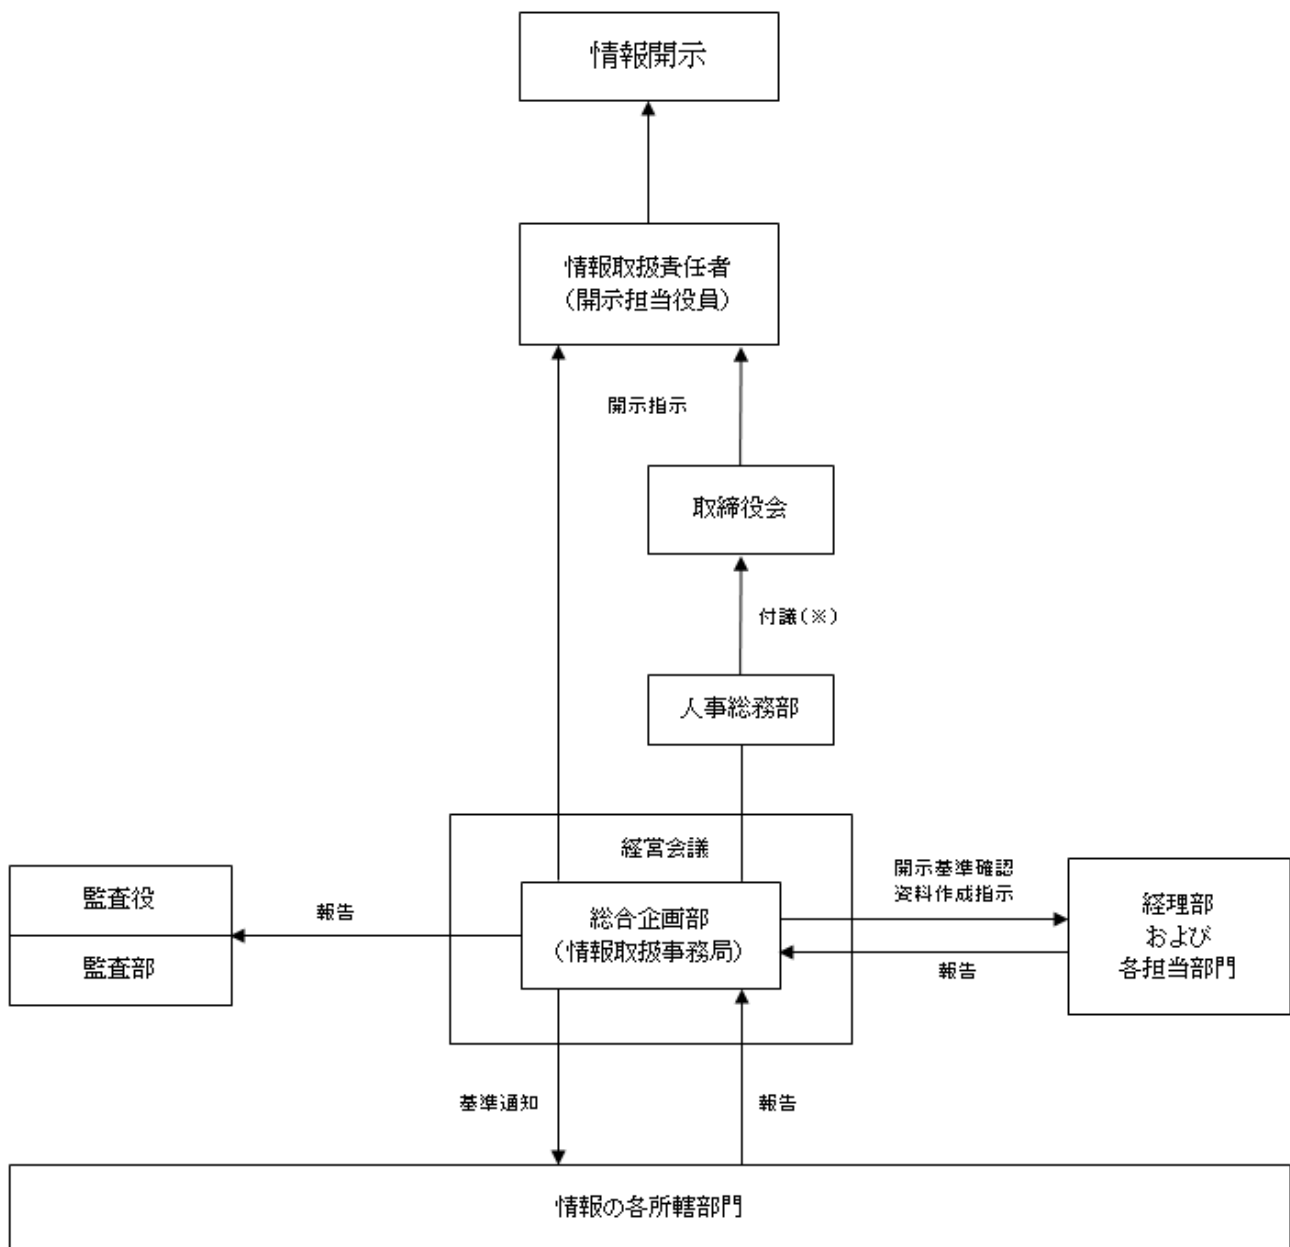 情報開示
情報取扱責任者
(開示担当役員)
開示指示
取締役会
付議(※)
人事総務部
経営会議
開示基準確認
資料作成指示
監査役
報告
総合企画部
(情報取扱事務局)
経理部
および
各担当部門
監査部
報告
基準通知
報告
情報の各所轄部門